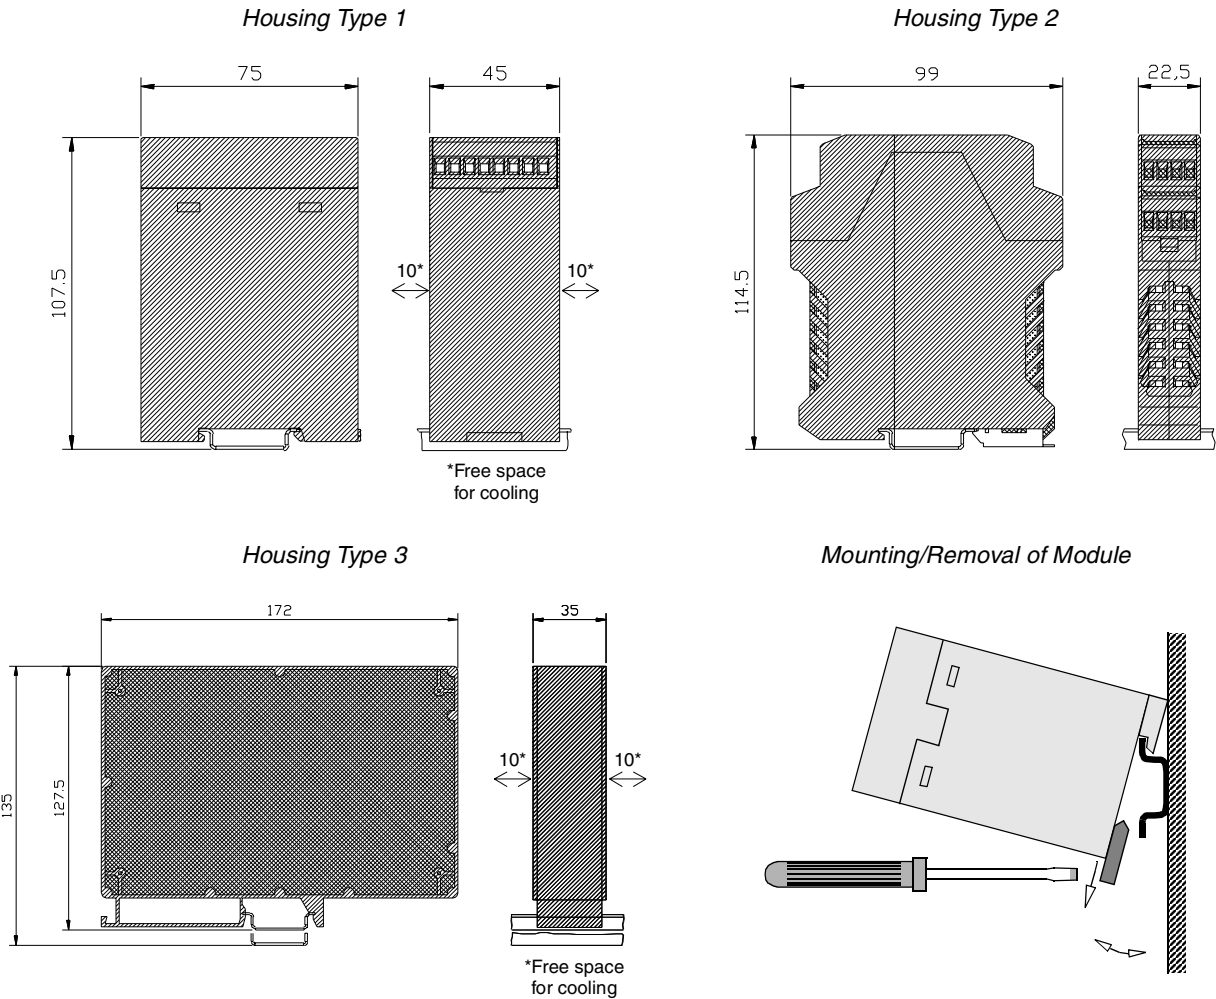 Housing Type 1
Housing Type 2
75
45
99
22,5
107.5
10*
10*
114.5
*Free space
for cooling
Housing Type 3
Mounting/Removal of Module
172
35
135
127.5
10*
10*
*Free space
for cooling